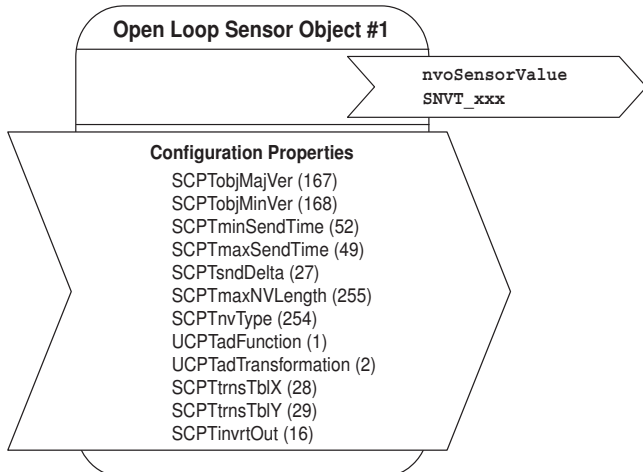 Open Loop Sensor Object #1
nvoSensorValue
SNVT_xxx
Configuration Properties
SCPTobjMajVer (167)
SCPTobjMinVer (168)
SCPTminSendTime (52)
SCPTmaxSendTime (49)
SCPTsndDelta (27)
SCPTmaxNVLength (255)
SCPTnvType (254)
UCPTadFunction (1)
UCPTadTransformation (2)
SCPTtrnsTblX (28)
SCPTtrnsTblY (29)
SCPTinvrtOut (16)